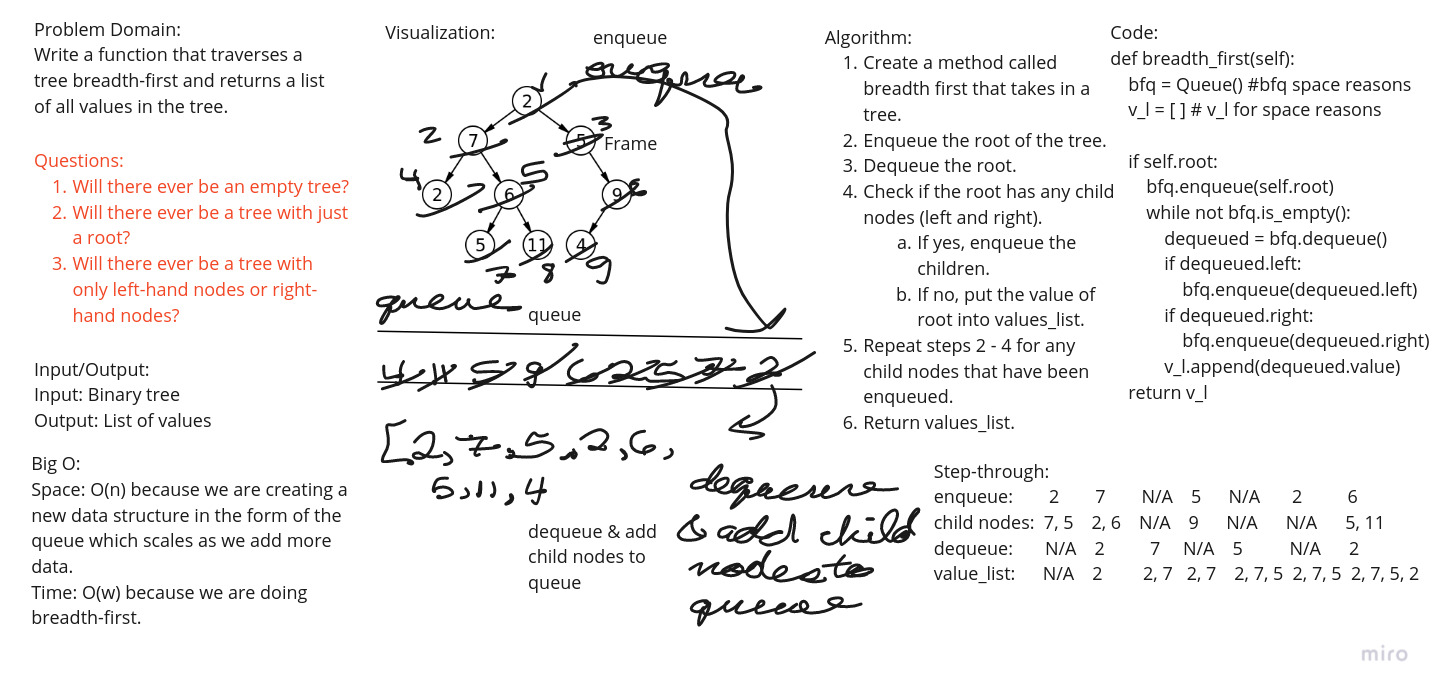 Problem Domain:
Write a function that traverses a
tree breadth-first and returns a list
of all values in the tree.
Questions:
1. Will there ever be an empty tree?
2. Will there ever be a tree with just
a root?
3. Will there ever be a tree with
only left-hand nodes or right-
hand nodes?
Input/Output:
Input: Binary tree
Output: List of values
Big O:
Space: O(n) because we are creating a
new data structure in the form of the
queue which scales as we add more
data.
Time: O(w) because we are doing
breadth-first.
Visualization:
enqueue
enqueue
2 1
2 7 5 3 Frame
4 2 6 5 9 6
5 11 4
7 8 9
queue
queue
4 11 5 9 6 2 5 7 2
[2, 7, 5, 2, 6,
5, 11, 4
dequeue
& add child
nodes to
queue
dequeue & add
child nodes to
queue
Algorithm:
1. Create a method called
breadth first that takes in a
tree.
2. Enqueue the root of the tree.
3. Dequeue the root.
4. Check if the root has any child
nodes (left and right).
a. If yes, enqueue the
children.
b. If no, put the value of
root into values_list.
5. Repeat steps 2 - 4 for any
child nodes that have been
enqueued.
6. Return values_list.
Code:
def breadth_first(self):
bfq = Queue() #bfq space reasons
v_l = [ ] # v_l for space reasons
if self.root:
bfq.enqueue(self.root)
while not bfq.is_empty():
dequeued = bfq.dequeue()
if dequeued.left:
bfq.enqueue(dequeued.left)
if dequeued.right:
bfq.enqueue(dequeued.right)
v_l.append(dequeued.value)
return v_l
Step-through:
enqueue: 2 7 N/A 5 N/A 2 6
child nodes: 7, 5 2, 6 N/A 9 N/A N/A 5, 11
dequeue: N/A 2 7 N/A 5 N/A 2
value_list: N/A 2 2, 7 2, 7 2, 7, 5 2, 7, 5 2, 7, 5, 2
miro